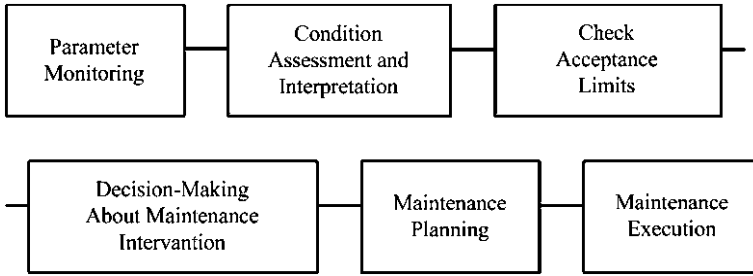 Parameter
Monitoring
Condition
Assessment and
Interpretation
Check
Acceptance
Limits
Decision-Making
About Maintenance
Intervantion
Maintenance
Planning
Maintenance
Execution